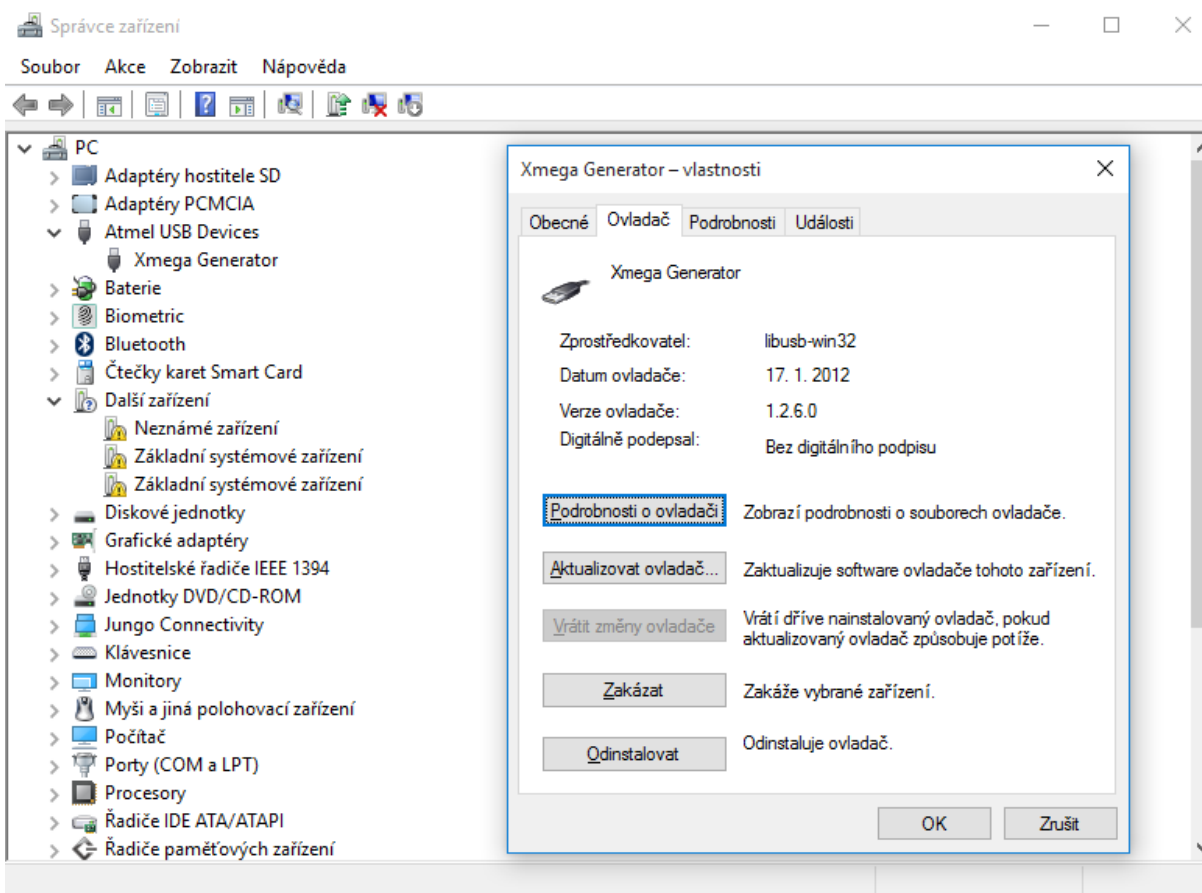 Správce zařízení
Soubor Akce Zobrazit Nápověda
PC
Adaptéry hostitele SD
Adaptéry PCMCIA
Atmel USB Devices
Xmega Generator
Baterie
Biometric
Bluetooth
Čtečky karet Smart Card
Další zařízení
Neznámé zařízení
Základní systémové zařízení
Základní systémové zařízení
Diskové jednotky
Grafické adaptéry
Hostitelské řadiče IEEE 1394
Jednotky DVD/CD-ROM
Jungo Connectivity
Klávesnice
Monitory
Myši a jiná polohovací zařízení
Počítač
Porty (COM a LPT)
Procesory
Řadiče IDE ATA/ATAPI
Řadiče paměťových zařízení
Xmega Generator – vlastnosti
Obecné Ovladač Podrobnosti Události
Xmega Generator
Zprostředkovatel: libusb-win32
Datum ovladače: 17. 1. 2012
Verze ovladače: 1.2.6.0
Digitálně podepsal: Bez digitálního podpisu
Podrobnosti o ovladači Zobrazí podrobnosti o souborech ovladače.
Aktualizovat ovladač... Zaktualizuje software ovladače tohoto zařízení.
Vrátit změny ovladače Vrátí dříve nainstalovaný ovladač, pokud
aktualizovaný ovladač způsobuje potíže.
Zakázat Zakáže vybrané zařízení.
Odinstalovat Odinstaluje ovladač.
OK Zrušit